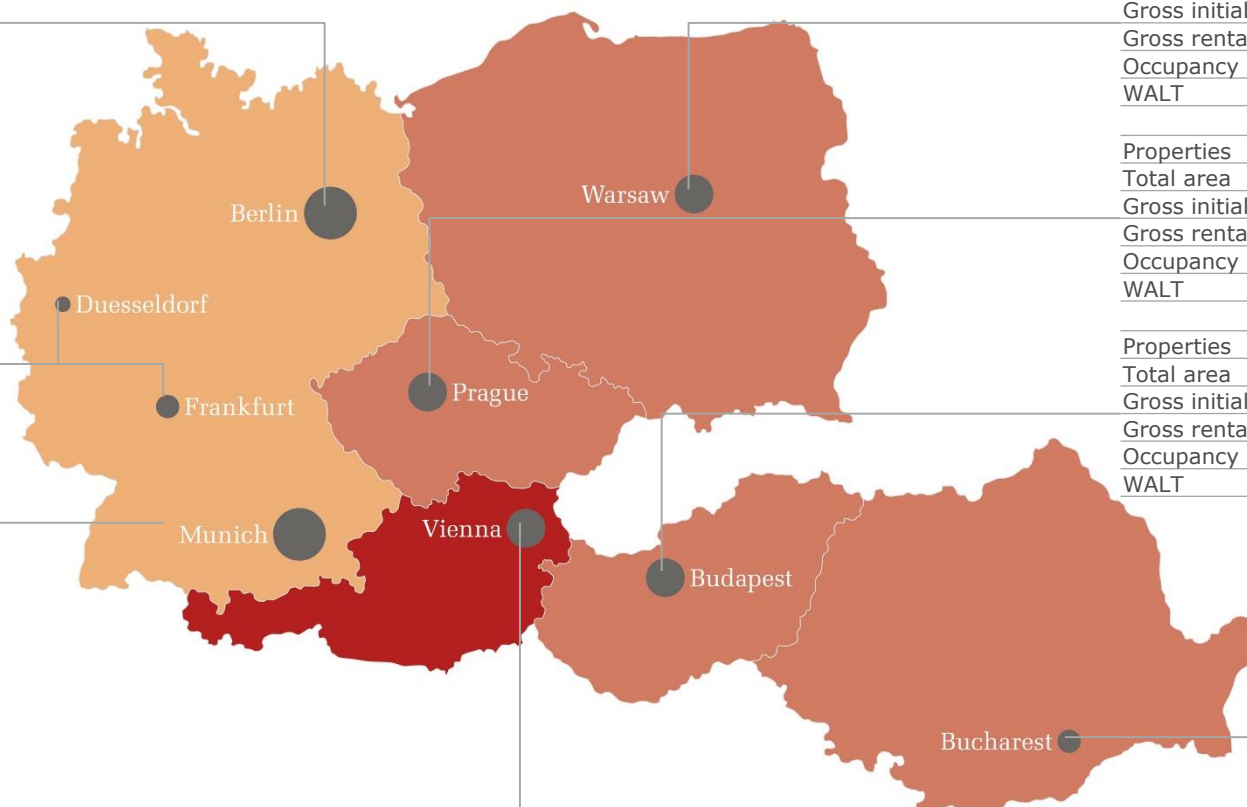 Gross initial
Gross renta
Occupancy
WALT
Properties
Total area
Gross initial
Gross renta
Occupancy
WALT
Properties
Total area
Gross initial
Gross renta
Occupancy
WALT
Berlin
Warsaw
Duesseldorf
Frankfurt
Prague
Munich
Vienna
Budapest
Bucharest